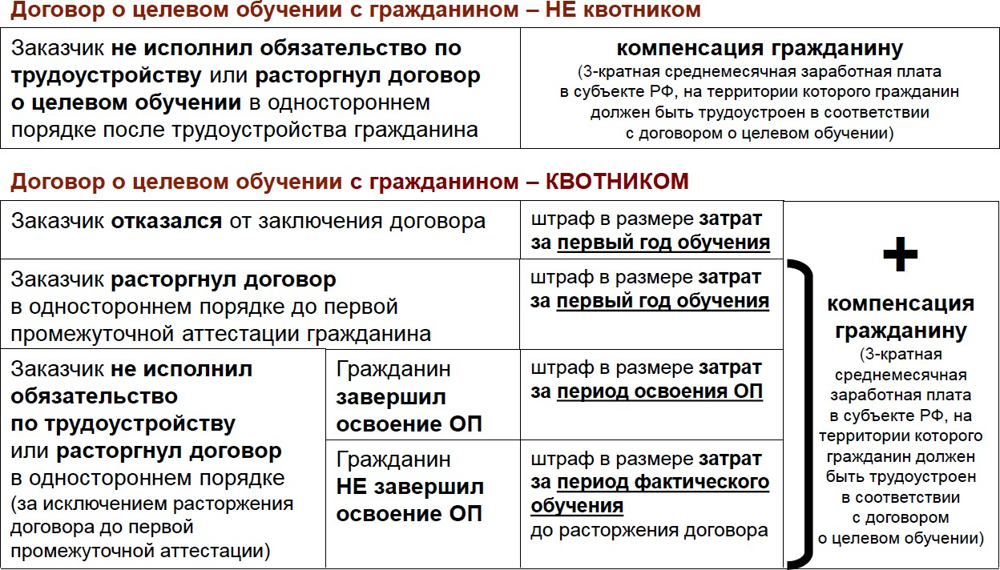 Договор о целевом обучении с гражданином – НЕ квотником
Заказчик не исполнил обязательство по
трудоустройству или расторгнул договор
о целевом обучении в одностороннем
порядке после трудоустройства гражданина
компенсация гражданину
(3-кратная среднемесячная заработная плата
в субъекте РФ, на территории которого гражданин
должен быть трудоустроен в соответствии
с договором о целевом обучении)
Договор о целевом обучении с гражданином – КВОТНИКОМ
Заказчик отказался от заключения договора
штраф в размере затрат
за первый год обучения
Заказчик расторгнул договор
в одностороннем порядке до первой
промежуточной аттестации гражданина
штраф в размере затрат
за первый год обучения
Заказчик не исполнил
обязательство
по трудоустройству
или расторгнул договор
в одностороннем порядке
(за исключением расторжения
договора до первой
промежуточной аттестации)
Гражданин
завершил
освоение ОП
штраф в размере затрат
за период освоения ОП
Гражданин
НЕ завершил
освоение ОП
штраф в размере затрат
за период фактического
обучения
до расторжения договора
+
компенсация
гражданину
(3-кратная
среднемесячная
заработная плата
в субъекте РФ, на
территории которого
гражданин должен
быть трудоустроен
в соответствии
с договором
о целевом обучении)